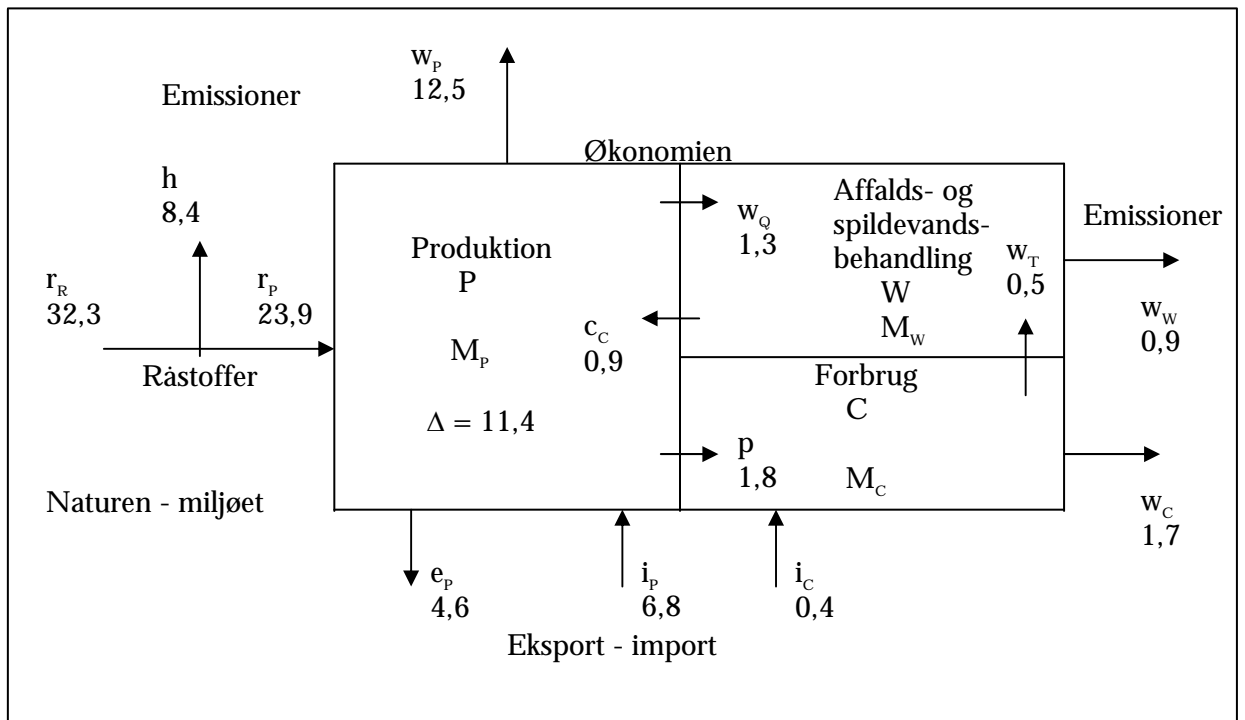 w_P
12,5
Emissioner
Økonomien
h
8,4
r_R
32,3
r_P
23,9
Råstoffer
Produktion
P
M_P
Δ = 11,4
w_Q
1,3
c_C
0,9
p
1,8
Affalds- og
spildevands-
behandling
W
M_W
w_T
0,5
Forbrug
C
M_C
Emissioner
w_W
0,9
w_C
1,7
Naturen - miljøet
e_P
4,6
i_P
6,8
i_C
0,4
Eksport - import